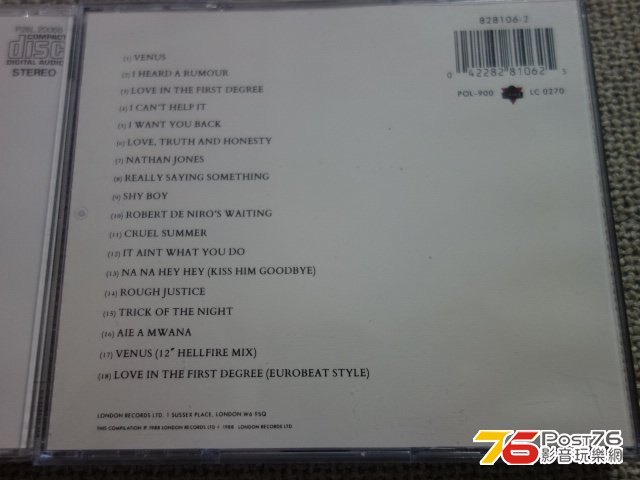 P28L 20068
COMPACT
disc
DIGITAL AUDIO
STEREO
828106-2
0 42282 81062 5
POL-900 LC 0270
(1) VENUS
(2) I HEARD A RUMOUR
(3) LOVE IN THE FIRST DEGREE
(4) I CAN'T HELP IT
(5) I WANT YOU BACK
(6) LOVE, TRUTH AND HONESTY
(7) NATHAN JONES
(8) REALLY SAYING SOMETHING
(9) SHY BOY
(10) ROBERT DE NIRO'S WAITING
(11) CRUEL SUMMER
(12) IT AINT WHAT YOU DO
(13) NA NA HEY HEY (KISS HIM GOODBYE)
(14) ROUGH JUSTICE
(15) TRICK OF THE NIGHT
(16) AIE A MWANA
(17) VENUS (12" HELLFIRE MIX)
(18) LOVE IN THE FIRST DEGREE (EUROBEAT STYLE)
LONDON RECORDS LTD. 1 SUSSEX PLACE, LONDON W6 9SQ
THIS COMPILATION ℗ 1988 LONDON RECORDS LTD © 1988 LONDON RECORDS LTD
76 Post76
影音玩樂網